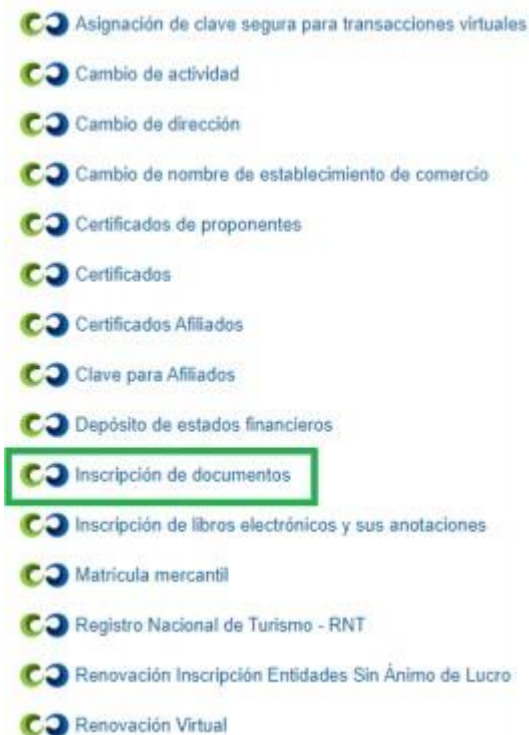 Asignación de clave segura para transacciones virtuales
Cambio de actividad
Cambio de dirección
Cambio de nombre de establecimiento de comercio
Certificados de proponentes
Certificados
Certificados Afiliados
Clave para Afiliados
Depósito de estados financieros
Inscripción de documentos
Inscripción de libros electrónicos y sus anotaciones
Matrícula mercantil
Registro Nacional de Turismo - RNT
Renovación Inscripción Entidades Sin Ánimo de Lucro
Renovación Virtual